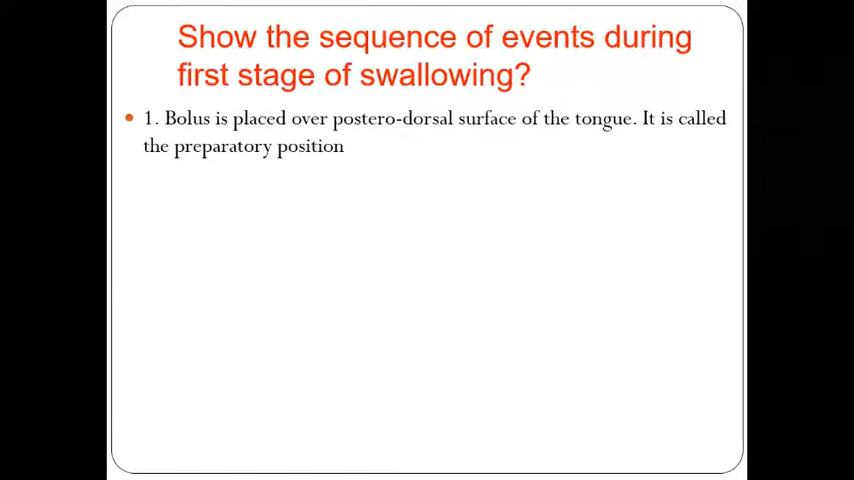 Show the sequence of events during
first stage of swallowing?
• 1. Bolus is placed over postero-dorsal surface of the tongue. It is called
the preparatory position